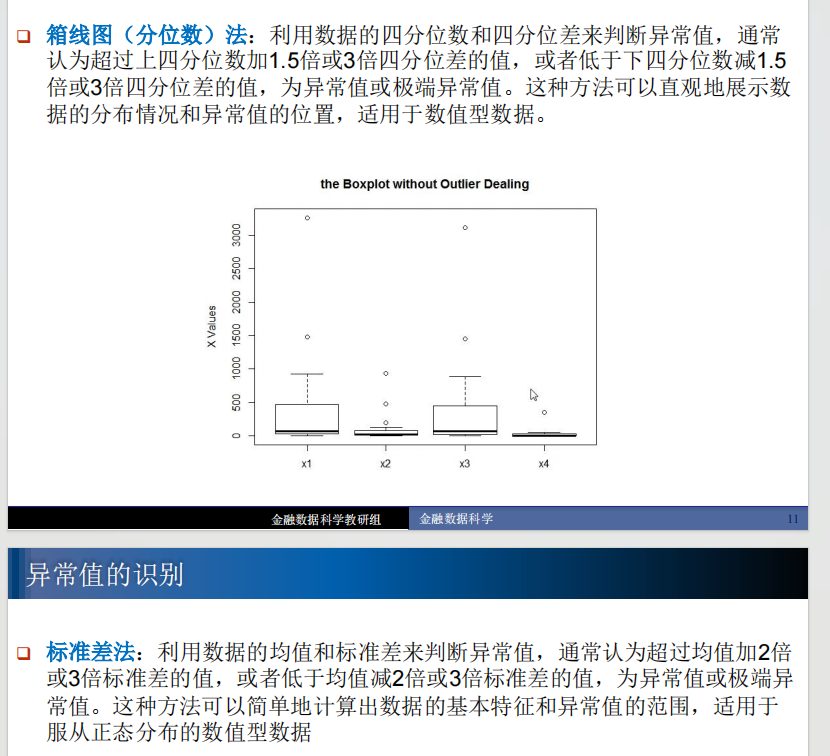 箱线图（分位数）法：利用数据的四分位数和四分位差来判断异常值，通常
认为超过上四分位数加1.5倍或3倍四分位差的值，或者低于下四分位数减1.5
倍或3倍四分位差的值，为异常值或极端异常值。这种方法可以直观地展示数
据的分布情况和异常值的位置，适用于数值型数据。
the Boxplot without Outlier Dealing
X Values
3000
2500
2000
1500
1000
500
0
x1 x2 x3 x4
金融数据科学教研组 金融数据科学 11
异常值的识别
标准差法：利用数据的均值和标准差来判断异常值，通常认为超过均值加2倍
或3倍标准差的值，或者低于均值减2倍或3倍标准差的值，为异常值或极端异
常值。这种方法可以简单地计算出数据的基本特征和异常值的范围，适用于
服从正态分布的数值型数据